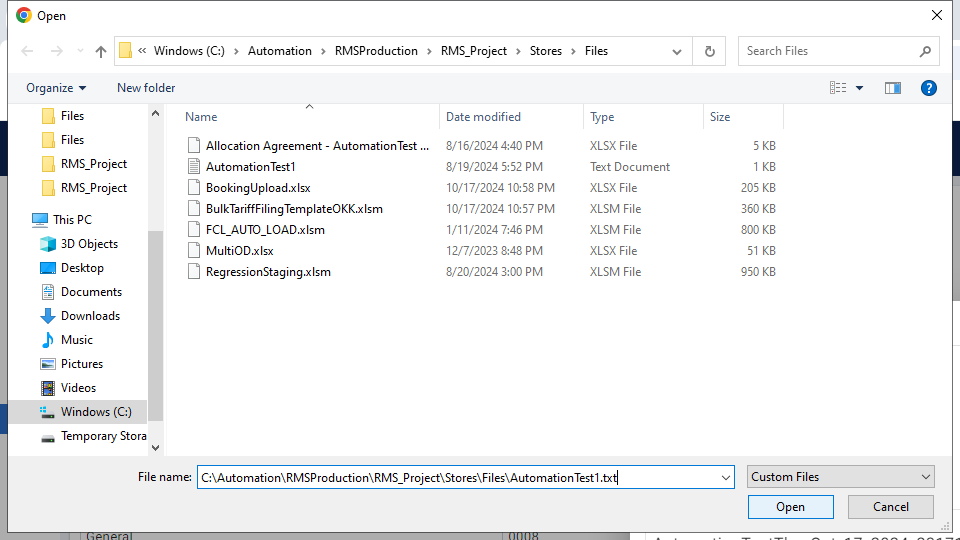 Open
« Windows (C:) › Automation › RMSProduction › RMS_Project › Stores › Files
Search Files
Organize
New folder
Name Date modified Type Size
Allocation Agreement - AutomationTest ... 8/16/2024 4:40 PM XLSX File 5 KB
AutomationTest1 8/19/2024 5:52 PM Text Document 1 KB
BookingUpload.xlsx 10/17/2024 10:58 PM XLSX File 205 KB
BulkTariffFilingTemplateOKK.xlsm 10/17/2024 10:57 PM XLSM File 360 KB
FCL_AUTO_LOAD.xlsm 1/11/2024 7:46 PM XLSM File 800 KB
MultiOD.xlsx 12/7/2023 8:48 PM XLSX File 51 KB
RegressionStaging.xlsm 8/20/2024 3:00 PM XLSM File 950 KB
Files
Files
RMS_Project
RMS_Project
This PC
3D Objects
Desktop
Documents
Downloads
Music
Pictures
Videos
Windows (C:)
Temporary Stora
File name: C:\Automation\RMSProduction\RMS_Project\Stores\Files\AutomationTest1.txt
Custom Files
Open
Cancel
General
0008